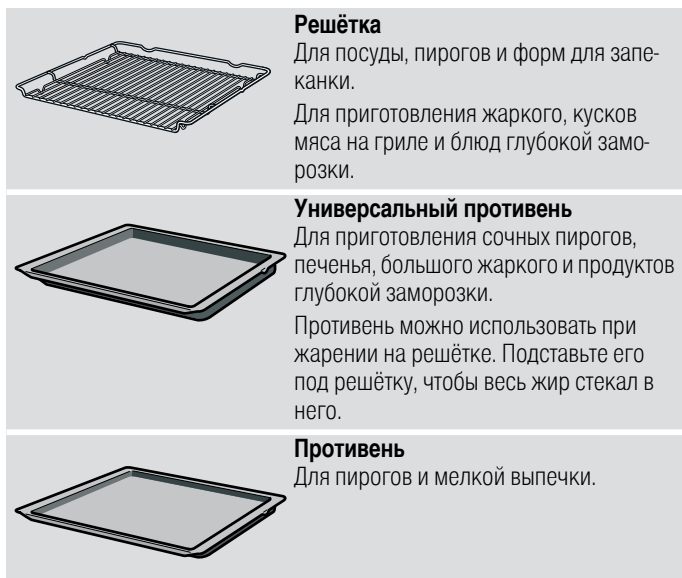 Решётка
Для посуды, пирогов и форм для запе-
канки.
Для приготовления жаркого, кусков
мяса на гриле и блюд глубокой замо-
розки.
Универсальный противень
Для приготовления сочных пирогов,
печенья, большого жаркого и продуктов
глубокой заморозки.
Противень можно использовать при
жарении на решётке. Подставьте его
под решётку, чтобы весь жир стекал в
него.
Противень
Для пирогов и мелкой выпечки.